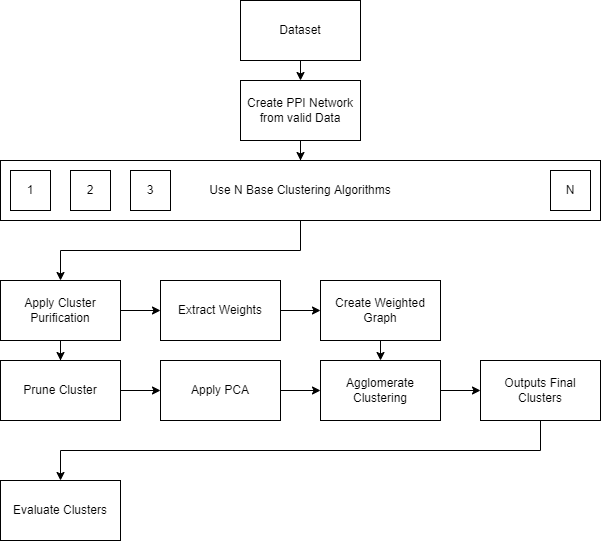 Dataset
Create PPI Network
from valid Data
1
2
3
Use N Base Clustering Algorithms
N
Apply Cluster
Purification
Extract Weights
Create Weighted
Graph
Prune Cluster
Apply PCA
Agglomerate
Clustering
Outputs Final
Clusters
Evaluate Clusters